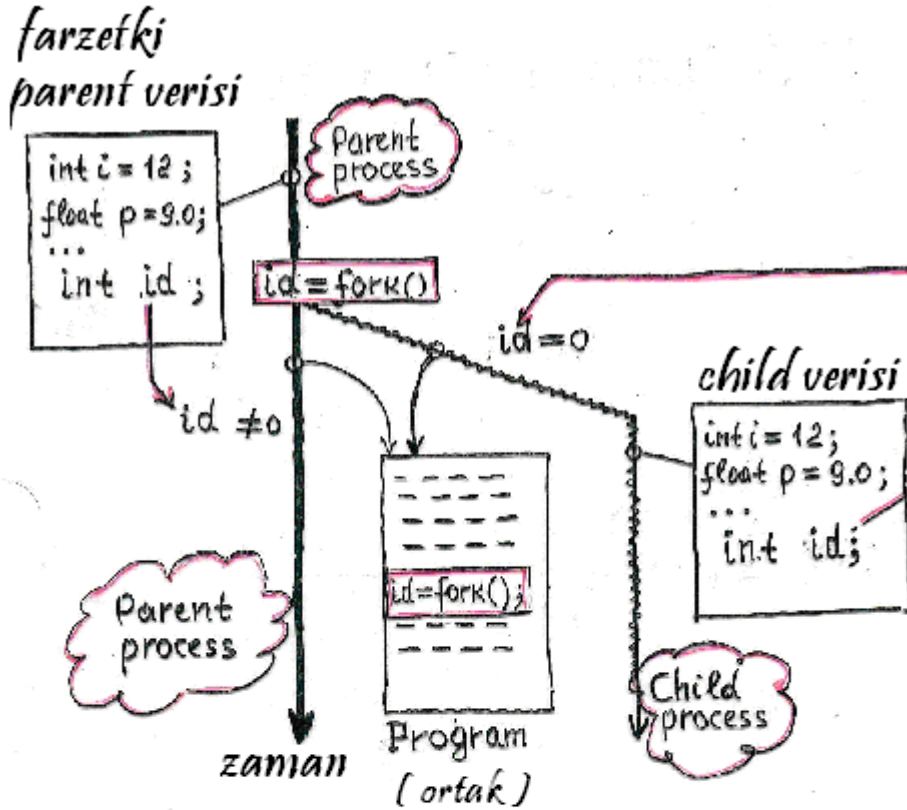 farzetki
parent verisi
int i = 12 ;
float p = 9.0;
...
int id ;
Parent
process
id = fork()
id ≠ 0
id = 0
child verisi
int i = 12;
float p = 9.0;
...
int id;
id=fork();
Parent
process
Child
process
zaman
Program
( ortak )